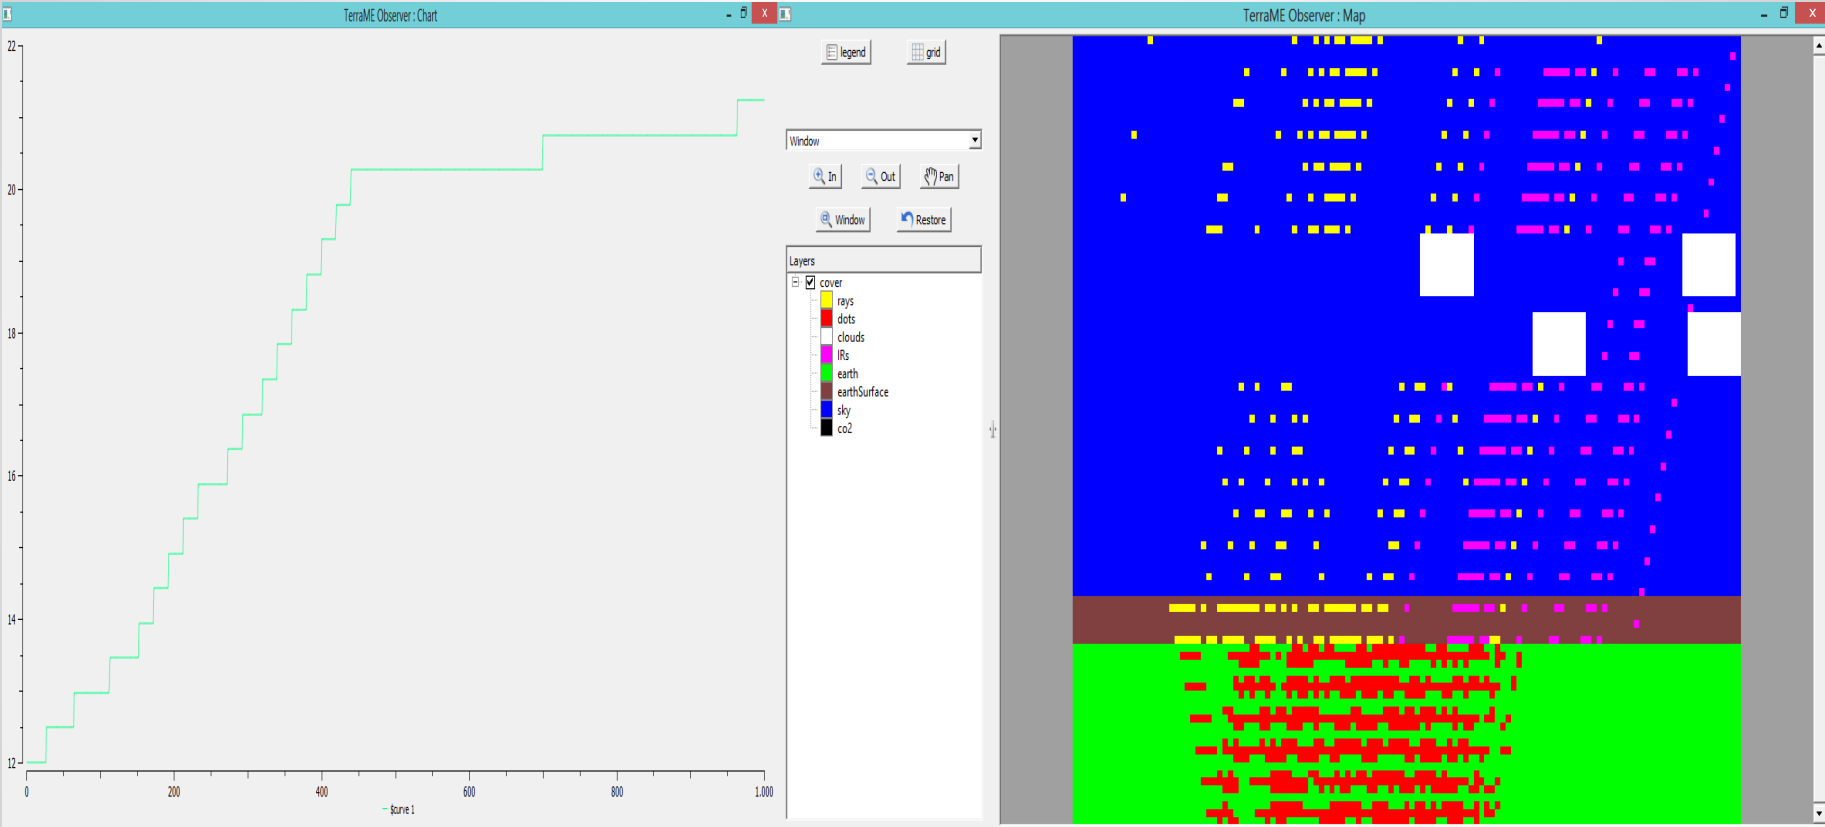 TerraME Observer : Chart
TerraME Observer : Map
legend
grid
Window
In
Out
Pan
Window
Restore
Layers
cover
rays
dots
clouds
IRs
earth
earthSurface
sky
co2
22
20
18
16
14
12
0
200
400
600
800
1.000
$curve 1